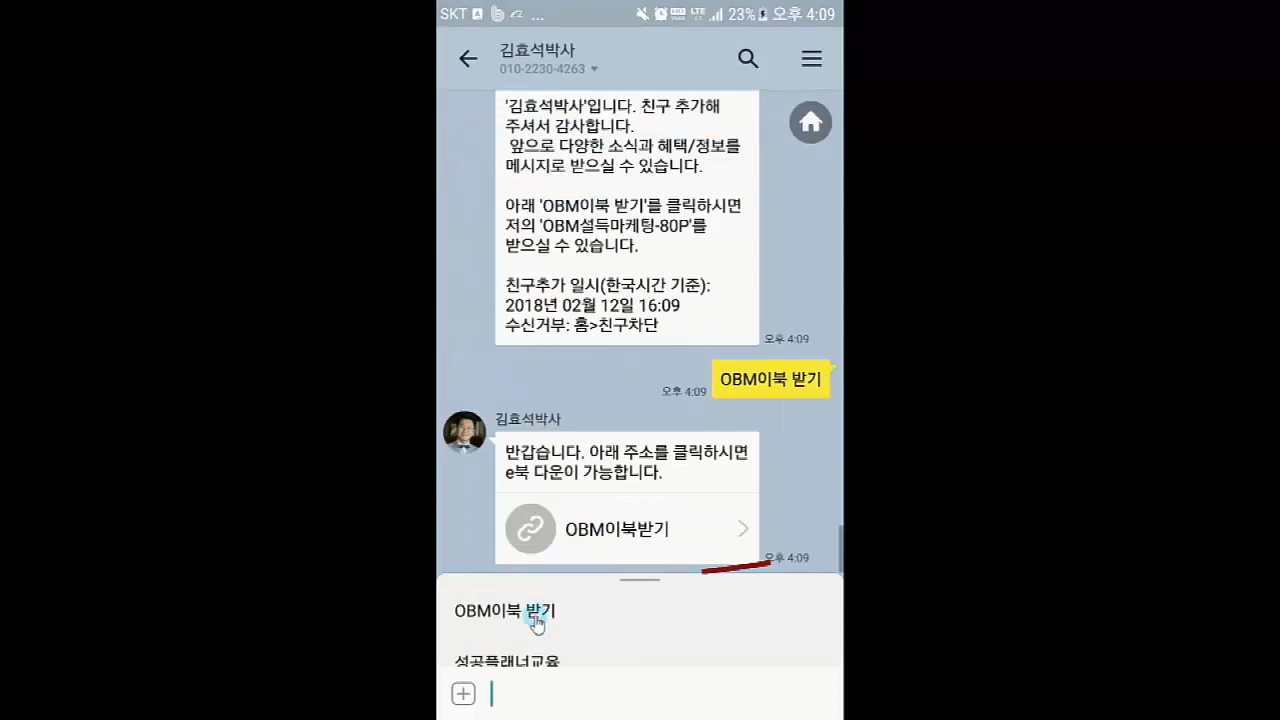 SKT
...
LTE
23%
오후 4:09
김효석박사
010-2230-4263
'김효석박사'입니다. 친구 추가해
주셔서 감사합니다.
앞으로 다양한 소식과 혜택/정보를
메시지로 받으실 수 있습니다.
아래 'OBM이북 받기'를 클릭하시면
저의 'OBM설득마케팅-80P'를
받으실 수 있습니다.
친구추가 일시(한국시간 기준):
2018년 02월 12일 16:09
수신거부: 홈>친구차단
오후 4:09
오후 4:09
OBM이북 받기
김효석박사
반갑습니다. 아래 주소를 클릭하시면
e북 다운이 가능합니다.
OBM이북받기
오후 4:09
OBM이북 받기
성공플래너교육